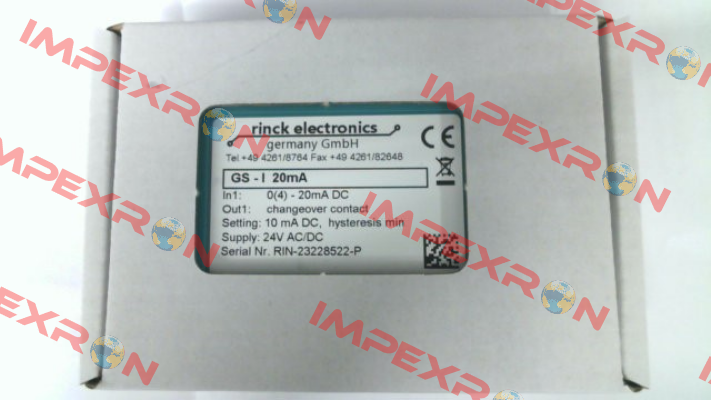 rinck electronics
germany GmbH
Tel.+49 4261/8764 Fax +49 4261/82648
GS - I 20mA
In1: 0(4) - 20mA DC
Out1: changeover contact
Setting: 10 mA DC, hysteresis min
Supply: 24V AC/DC
Serial Nr. RIN-23228522-P
CE
IMPEXRON
IMPEXRON
IMPEXRON
IMPEXRON
IMPEXRON
IMPEXRON
IMPEXRON